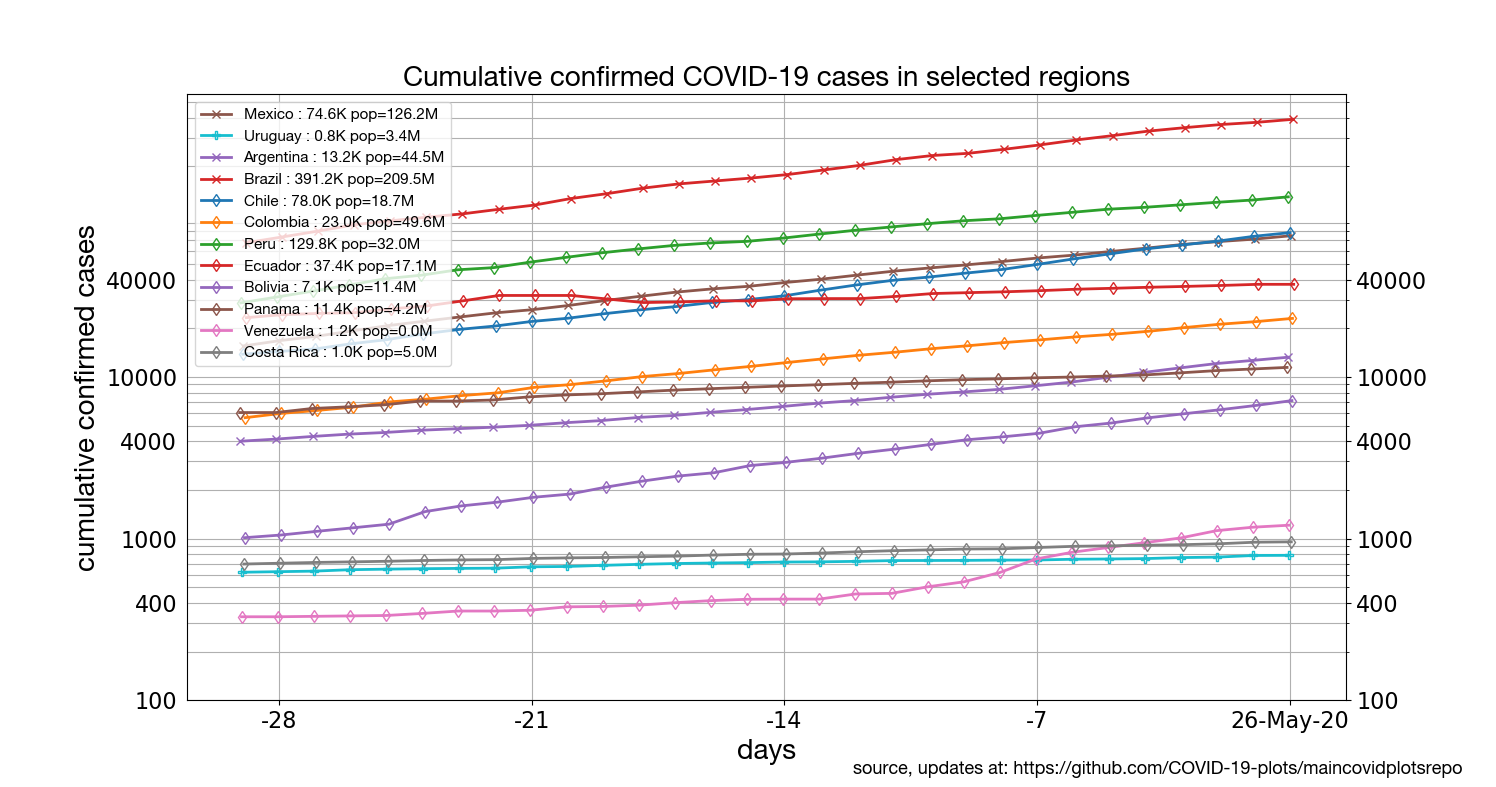 Cumulative confirmed COVID-19 cases in selected regions
Mexico : 74.6K pop=126.2M
Uruguay : 0.8K pop=3.4M
Argentina : 13.2K pop=44.5M
Brazil : 391.2K pop=209.5M
Chile : 78.0K pop=18.7M
Colombia : 23.0K pop=49.6M
Peru : 129.8K pop=32.0M
Ecuador : 37.4K pop=17.1M
Bolivia : 7.1K pop=11.4M
Panama : 11.4K pop=4.2M
Venezuela : 1.2K pop=0.0M
Costa Rica : 1.0K pop=5.0M
cumulative confirmed cases
40000
10000
4000
1000
400
100
40000
10000
4000
1000
400
100
-28
-21
-14
-7
26-May-20
days
source, updates at: https://github.com/COVID-19-plots/maincovidplotsrepo